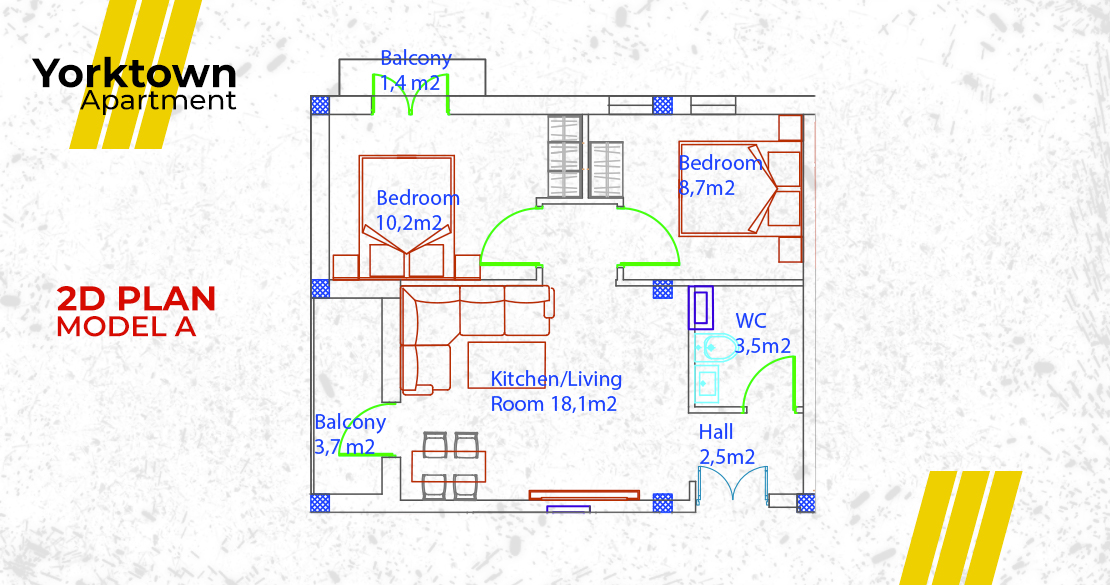 Yorktown
Apartment
2D PLAN
MODEL A
Balcony
1,4 m2
Bedroom
10,2m2
Bedroom
8,7m2
WC
3,5m2
Kitchen/Living
Room 18,1m2
Balcony
3,7 m2
Hall
2,5m2